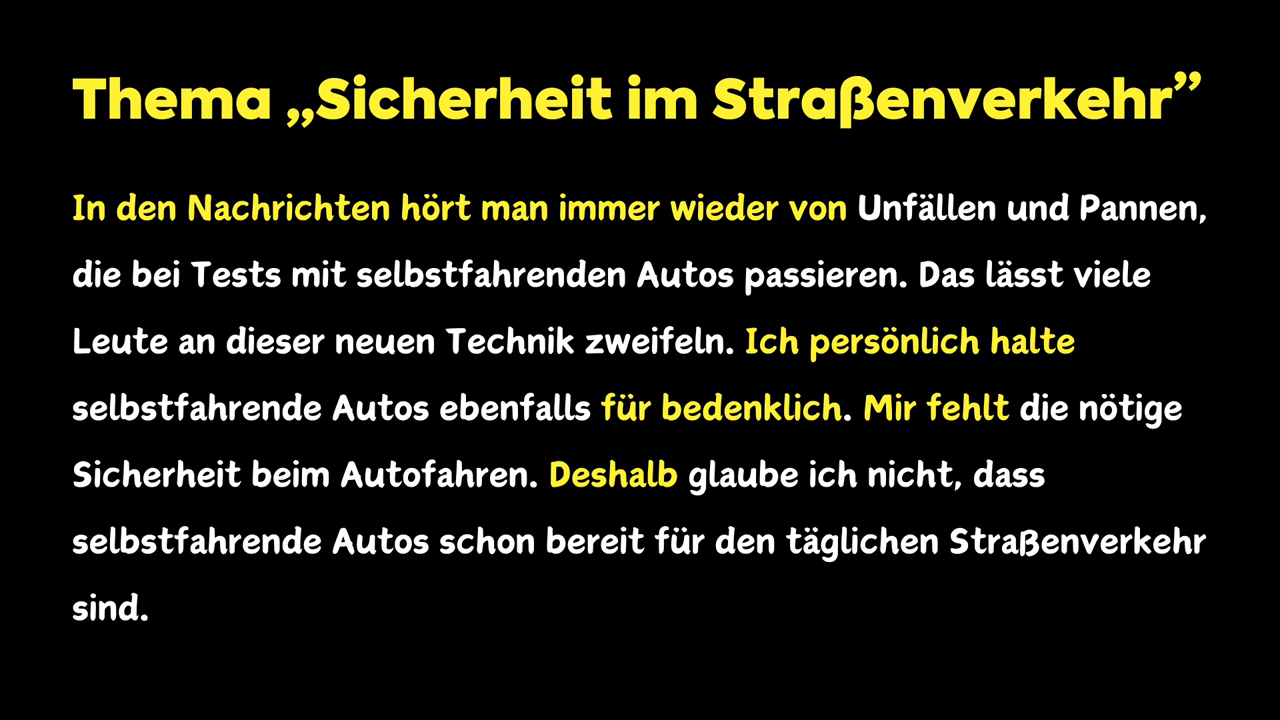 Thema „Sicherheit im Straßenverkehr”
In den Nachrichten hört man immer wieder von Unfällen und Pannen,
die bei Tests mit selbstfahrenden Autos passieren. Das lässt viele
Leute an dieser neuen Technik zweifeln. Ich persönlich halte
selbstfahrende Autos ebenfalls für bedenklich. Mir fehlt die nötige
Sicherheit beim Autofahren. Deshalb glaube ich nicht, dass
selbstfahrende Autos schon bereit für den täglichen Straßenverkehr
sind.